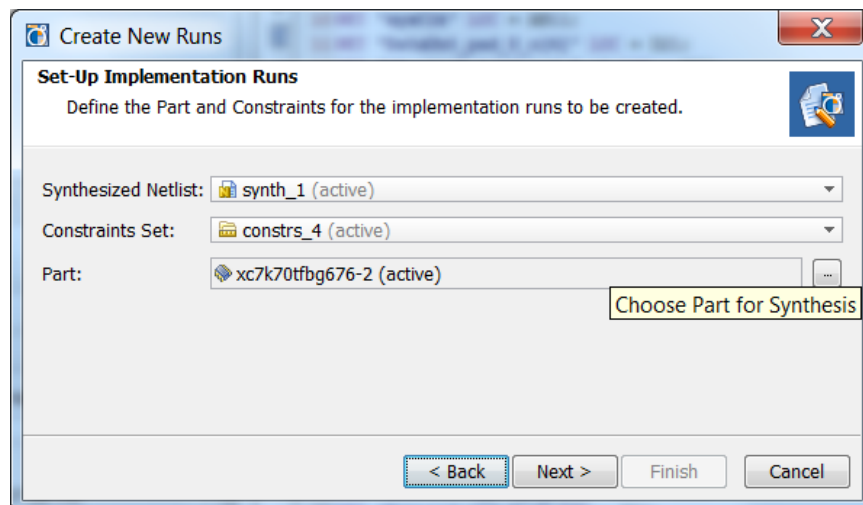 Create New Runs
Set-Up Implementation Runs
Define the Part and Constraints for the implementation runs to be created.
Synthesized Netlist: synth_1 (active)
Constraints Set: constrs_4 (active)
Part: xc7k70tfbg676-2 (active) ...
Choose Part for Synthesis
< Back Next > Finish Cancel